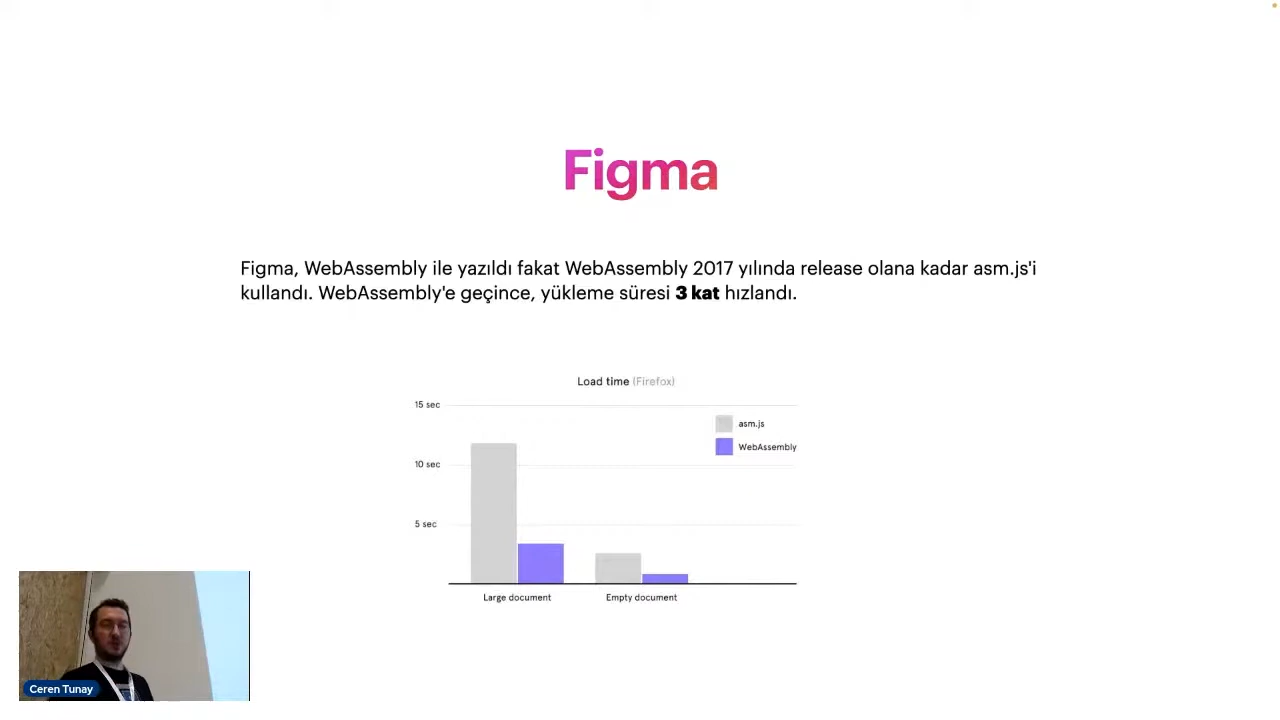 Figma
Figma, WebAssembly ile yazıldı fakat WebAssembly 2017 yılında release olana kadar asm.js'i
kullandı. WebAssembly'e geçince, yükleme süresi 3 kat hızlandı.
Load time (Firefox)
15 sec
asm.js
WebAssembly
10 sec
5 sec
Large document
Empty document
Ceren Tunay